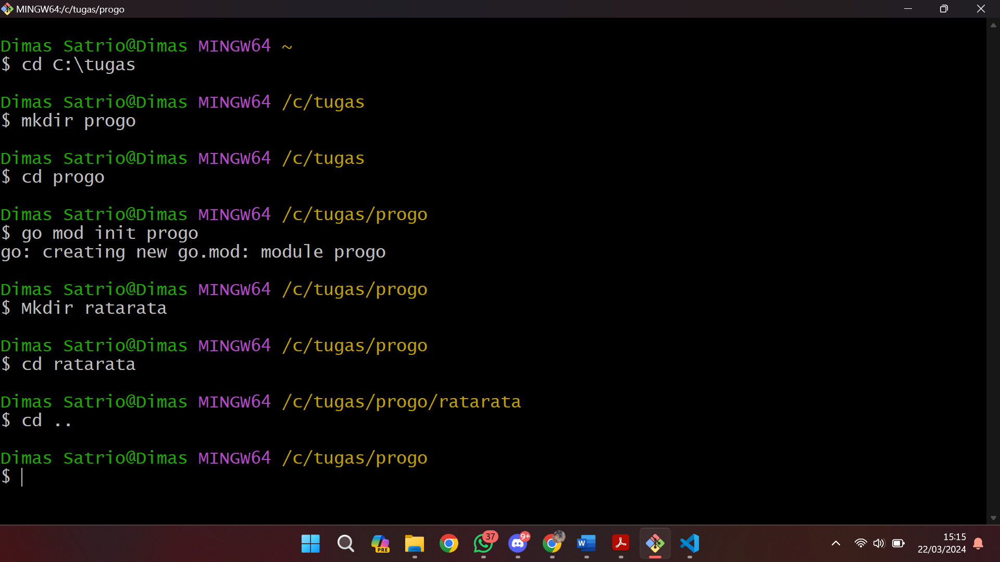 MINGW64:/c/tugas/progo
Dimas Satrio@Dimas MINGW64 ~
$ cd C:\tugas
Dimas Satrio@Dimas MINGW64 /c/tugas
$ mkdir progo
Dimas Satrio@Dimas MINGW64 /c/tugas
$ cd progo
Dimas Satrio@Dimas MINGW64 /c/tugas/progo
$ go mod init progo
go: creating new go.mod: module progo
Dimas Satrio@Dimas MINGW64 /c/tugas/progo
$ Mkdir ratarata
Dimas Satrio@Dimas MINGW64 /c/tugas/progo
$ cd ratarata
Dimas Satrio@Dimas MINGW64 /c/tugas/progo/ratarata
$ cd ..
Dimas Satrio@Dimas MINGW64 /c/tugas/progo
$
PRE
37
9+
W
15:15
22/03/2024